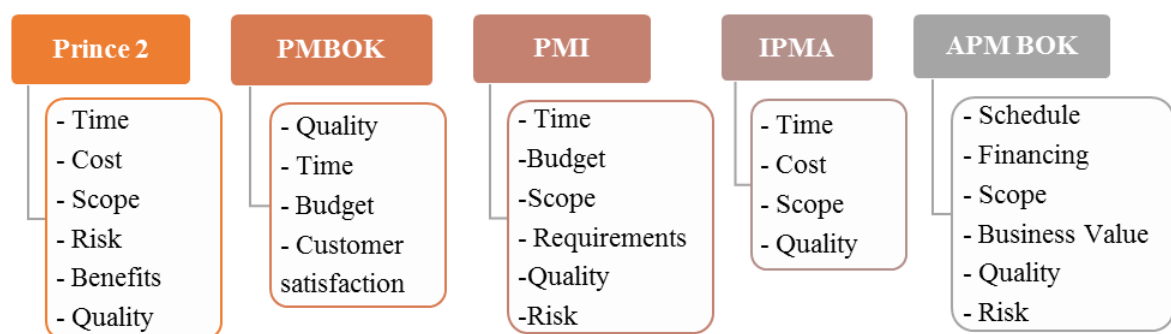 Prince 2
- Time
- Cost
- Scope
- Risk
- Benefits
- Quality
PMBOK
- Quality
- Time
- Budget
- Customer
satisfaction
PMI
- Time
-Budget
-Scope
- Requirements
-Quality
-Risk
IPMA
- Time
- Cost
- Scope
- Quality
APM BOK
- Schedule
- Financing
- Scope
- Business Value
- Quality
- Risk